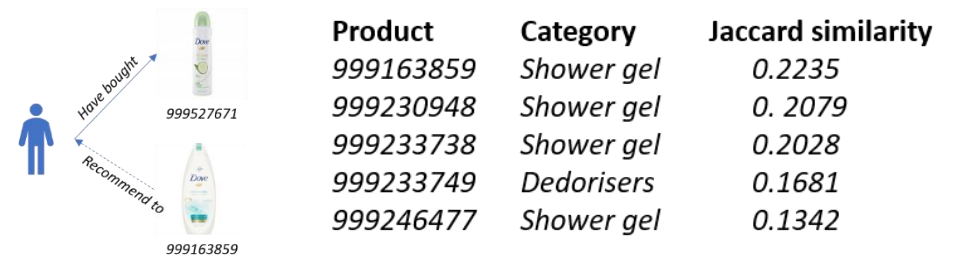 Dove
999527671
Have bought
Recommend to
Dove
999163859
Product Category Jaccard similarity
999163859 Shower gel 0.2235
999230948 Shower gel 0. 2079
999233738 Shower gel 0.2028
999233749 Dedorisers 0.1681
999246477 Shower gel 0.1342